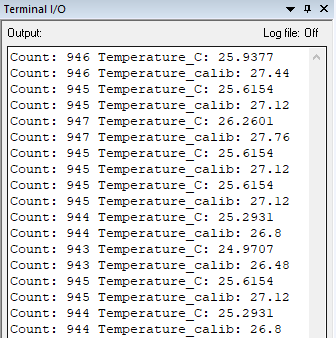 Terminal I/O
Output: Log file: Off
Count: 946 Temperature_C: 25.9377
Count: 946 Temperature_calib: 27.44
Count: 945 Temperature_C: 25.6154
Count: 945 Temperature_calib: 27.12
Count: 947 Temperature_C: 26.2601
Count: 947 Temperature_calib: 27.76
Count: 945 Temperature_C: 25.6154
Count: 945 Temperature_calib: 27.12
Count: 945 Temperature_C: 25.6154
Count: 945 Temperature_calib: 27.12
Count: 944 Temperature_C: 25.2931
Count: 944 Temperature_calib: 26.8
Count: 943 Temperature_C: 24.9707
Count: 943 Temperature_calib: 26.48
Count: 945 Temperature_C: 25.6154
Count: 945 Temperature_calib: 27.12
Count: 944 Temperature_C: 25.2931
Count: 944 Temperature_calib: 26.8